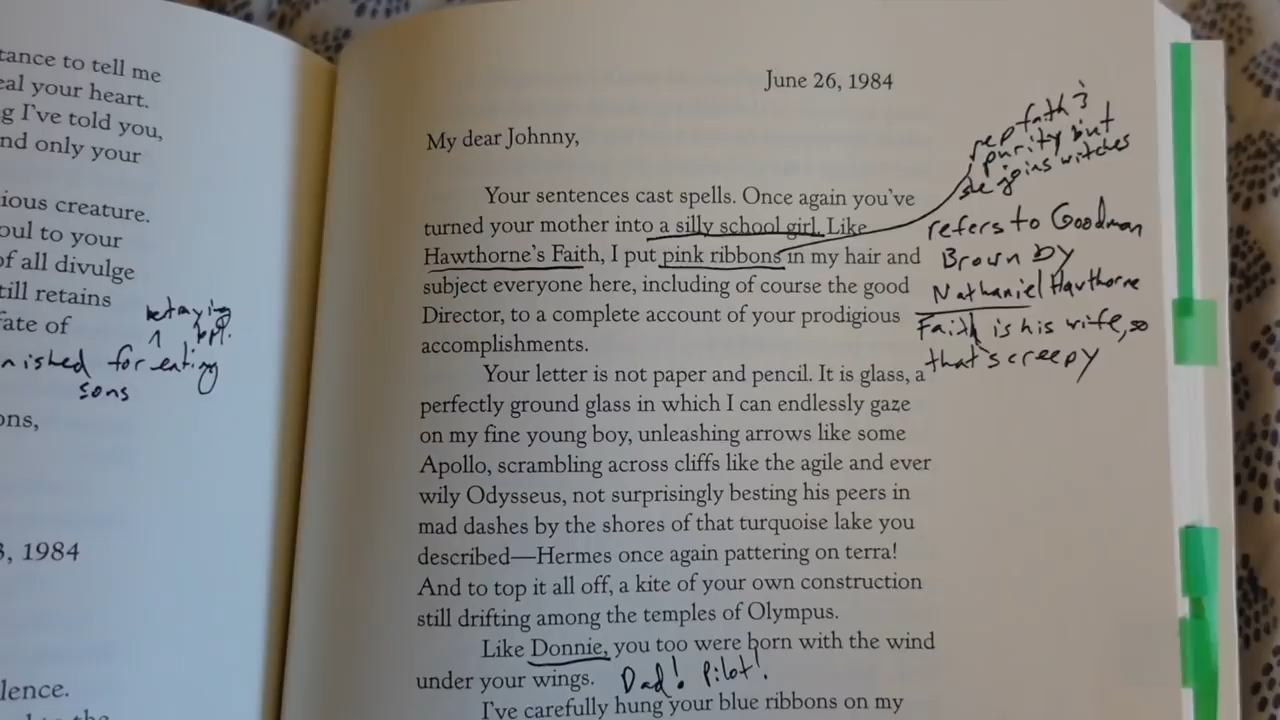 tance to tell me
eal your heart.
g I've told you,
nd only your
ious creature.
oul to your
of all divulge
till retains
fate of
betraying
nished for eating
sons
ons,
3, 1984
lence.
June 26, 1984
My dear Johnny,
Your sentences cast spells. Once again you've
turned your mother into a silly school girl. Like
Hawthorne's Faith, I put pink ribbons in my hair and
subject everyone here, including of course the good
Director, to a complete account of your prodigious
accomplishments.
Your letter is not paper and pencil. It is glass, a
perfectly ground glass in which I can endlessly gaze
on my fine young boy, unleashing arrows like some
Apollo, scrambling across cliffs like the agile and ever
wily Odysseus, not surprisingly besting his peers in
mad dashes by the shores of that turquoise lake you
described—Hermes once again pattering on terra!
And to top it all off, a kite of your own construction
still drifting among the temples of Olympus.
Like Donnie, you too were born with the wind
under your wings.
Dad! Pilot!
I've carefully hung your blue ribbons on my
rep fath &
purity but
she joins witches
refers to Goodman
Brown by
Nathaniel Hawthorne
Faith is his wife, so
that's creepy